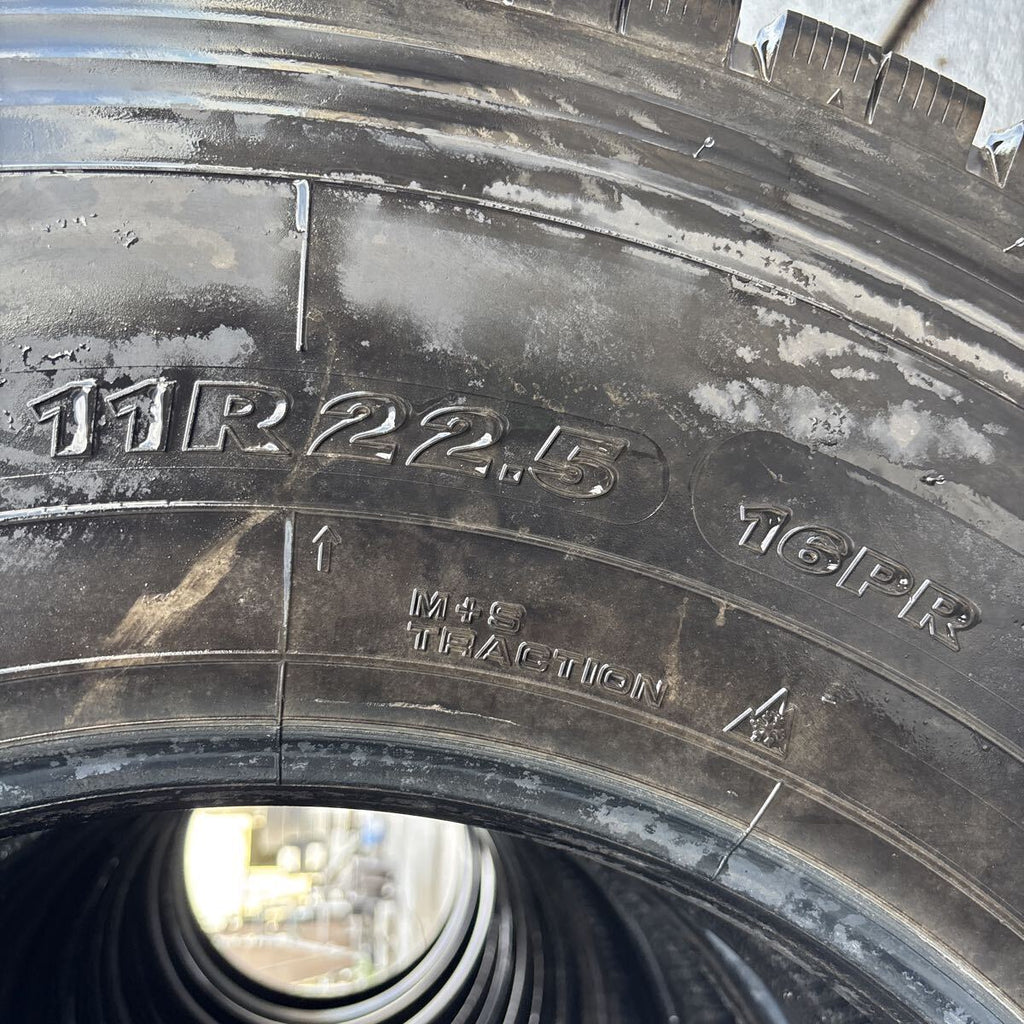 11R22.5
16PR
M+S
TRACTION